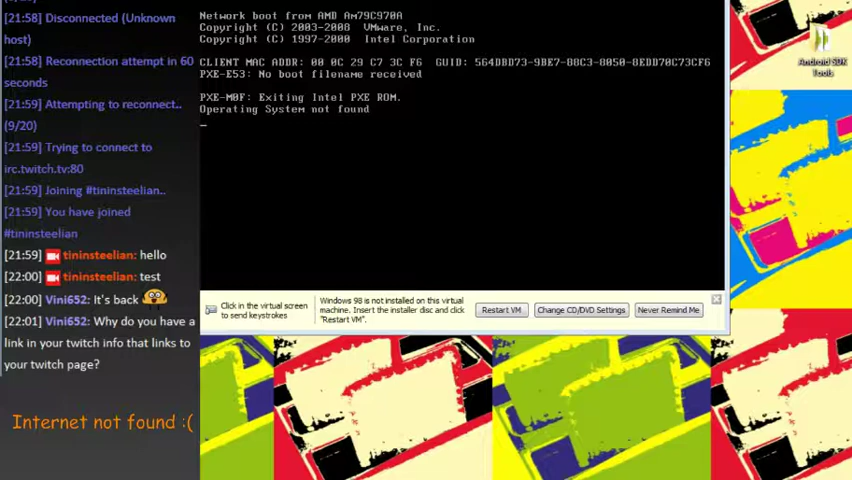 [21:58] Disconnected (Unknown
host)
[21:58] Reconnection attempt in 60
seconds
[21:59] Attempting to reconnect..
(9/20)
[21:59] Trying to connect to
irc.twitch.tv:80
[21:59] Joining #tininsteelian..
[21:59] You have joined
#tininsteelian
[21:59] tininsteelian: hello
[22:00] tininsteelian: test
[22:00] Vini652: It's back
[22:01] Vini652: Why do you have a
link in your twitch info that links to
your twitch page?
Internet not found :(
Network boot from AMD Am79C970A
Copyright (C) 2003-2008 VMware, Inc.
Copyright (C) 1997-2000 Intel Corporation
CLIENT MAC ADDR: 00 0C 29 C7 3C F6 GUID: 564DBD73-9BE7-88C3-8050-8EDD70C73CF6
PXE-E53: No boot filename received
PXE-M0F: Exiting Intel PXE ROM.
Operating System not found
Click in the virtual screen
to send keystrokes
Windows 98 is not installed on this virtual
machine. Insert the installer disc and click
"Restart VM".
Restart VM
Change CD/DVD Settings
Never Remind Me
Android SDK
Tools